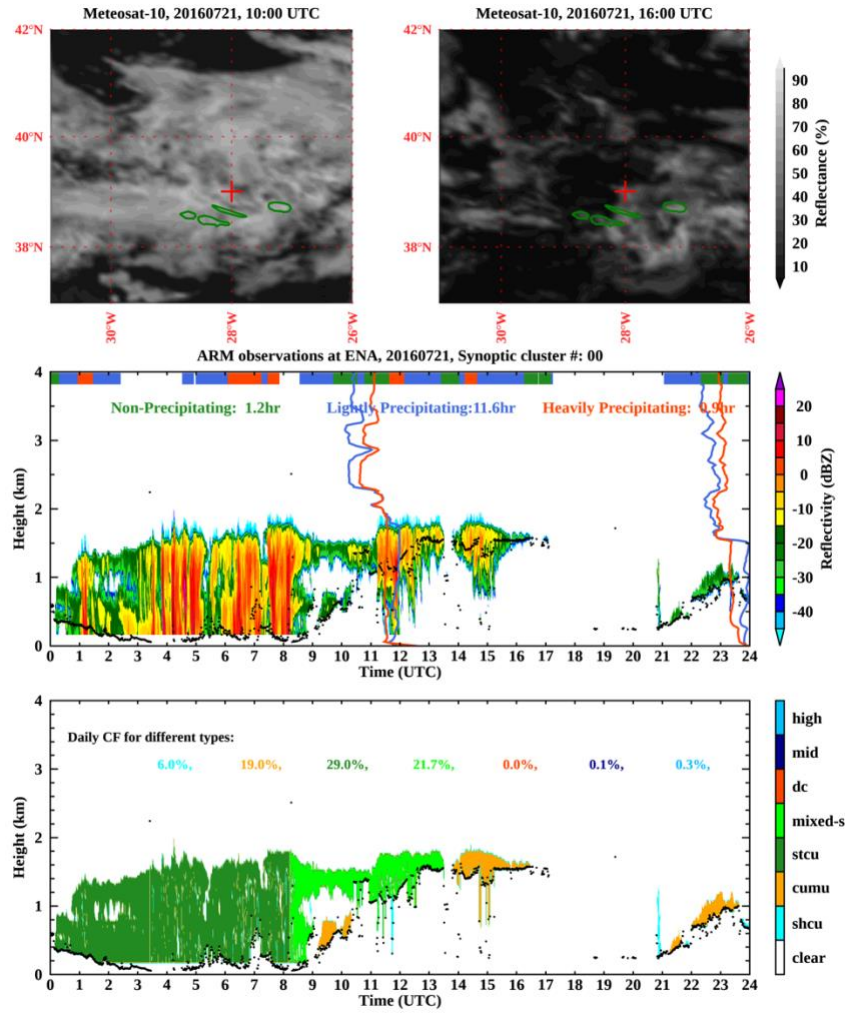 Meteosat-10, 20160721, 10:00 UTC
Meteosat-10, 20160721, 16:00 UTC
42°N
40°N
38°N
30°W
28°W
26°W
42°N
40°N
38°N
30°W
28°W
26°W
90
80
70
60
50
40
30
20
10
Reflectance (%)
ARM observations at ENA, 20160721, Synoptic cluster #: 00
Non-Precipitating: 1.2hr
Lightly Precipitating:11.6hr
Heavily Precipitating: 0.9hr
4
3
2
1
0
Height (km)
0 1 2 3 4 5 6 7 8 9 10 11 12 13 14 15 16 17 18 19 20 21 22 23 24
Time (UTC)
20
10
0
-10
-20
-30
-40
Reflectivity (dBZ)
Daily CF for different types:
6.0%, 19.0%, 29.0%, 21.7%, 0.0%, 0.1%, 0.3%,
4
3
2
1
0
Height (km)
0 1 2 3 4 5 6 7 8 9 10 11 12 13 14 15 16 17 18 19 20 21 22 23 24
Time (UTC)
high
mid
dc
mixed-s
stcu
cumu
shcu
clear